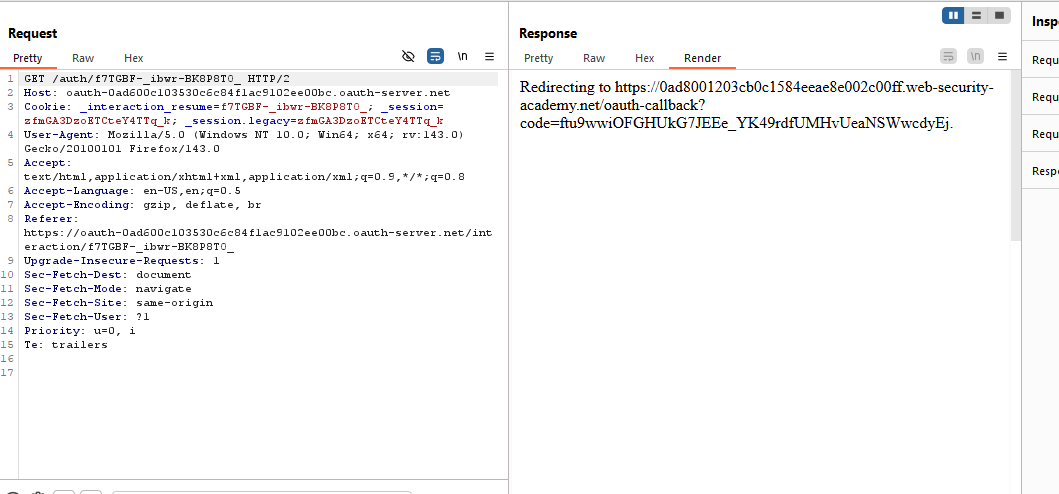 Request
Pretty Raw Hex \n
1 GET /auth/f7TGBF-_ibwr-BK8P8TO_ HTTP/2
2 Host: oauth-0ad600c103530c6c84f1ac9102ee00bc.oauth-server.net
3 Cookie: _interaction_resume=f7TGBF-_ibwr-BK8P8TO_; _session=
zfmGA3DzoETCteY4TTq_k; _session.legacy=zfmGA3DzoETCteY4TTq_k
4 User-Agent: Mozilla/5.0 (Windows NT 10.0; Win64; x64; rv:143.0)
Gecko/20100101 Firefox/143.0
5 Accept:
text/html,application/xhtml+xml,application/xml;q=0.9,*/*;q=0.8
6 Accept-Language: en-US,en;q=0.5
7 Accept-Encoding: gzip, deflate, br
8 Referer:
https://oauth-0ad600c103530c6c84f1ac9102ee00bc.oauth-server.net/int
eraction/f7TGBF-_ibwr-BK8P8TO_
9 Upgrade-Insecure-Requests: 1
10 Sec-Fetch-Dest: document
11 Sec-Fetch-Mode: navigate
12 Sec-Fetch-Site: same-origin
13 Sec-Fetch-User: ?1
14 Priority: u=0, i
15 Te: trailers
16
17
Response
Pretty Raw Hex Render \n
Redirecting to https://0ad8001203cb0c1584eeae8e002c00ff.web-security-
academy.net/oauth-callback?
code=ftu9wwiOFGHUkG7JEEe_YK49rdfUMHvUeaNSWwcdyEj.
Insp
Requ
Requ
Requ
Respo